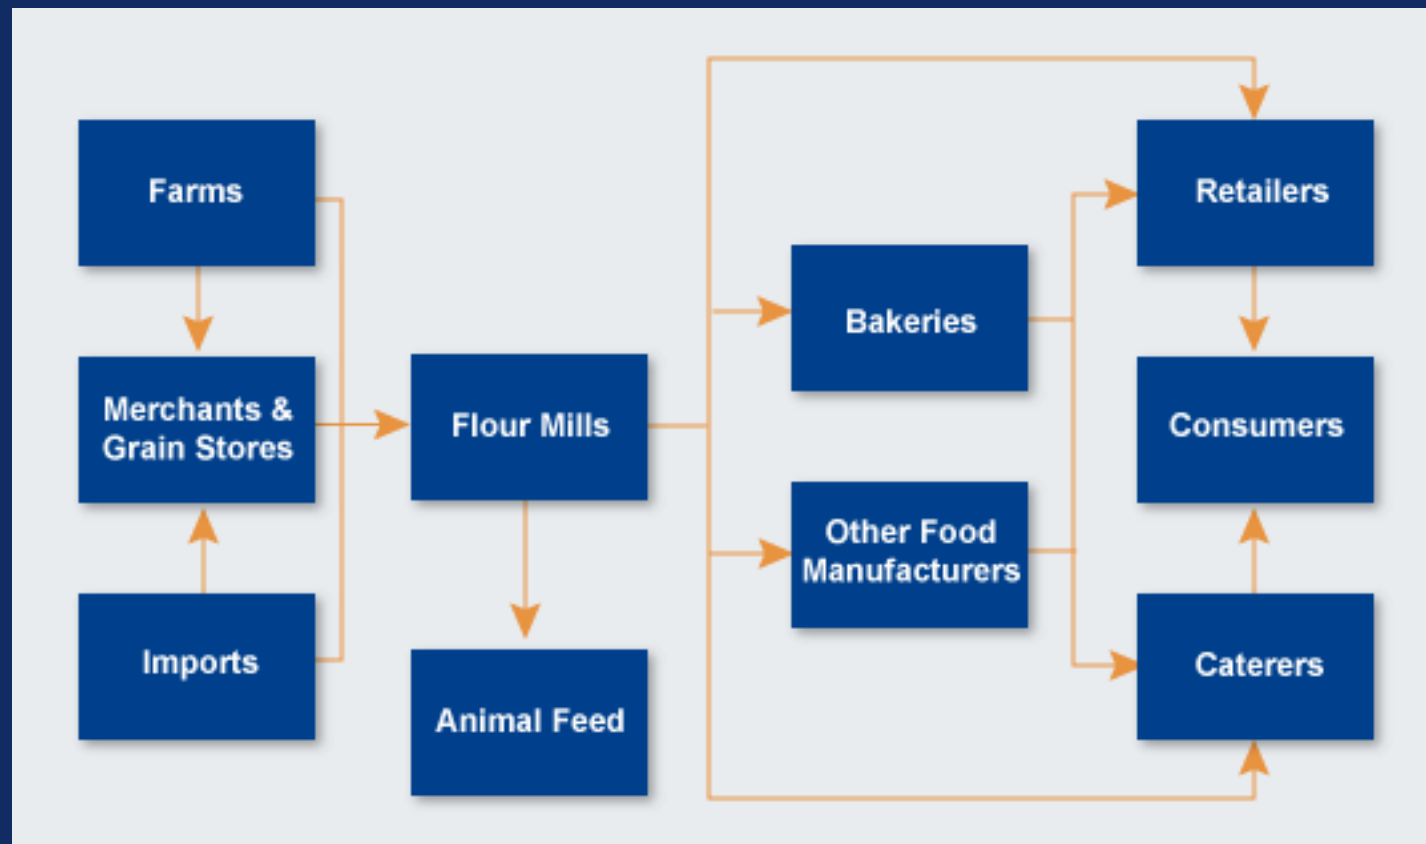 Farms
Merchants &
Grain Stores
Imports
Flour Mills
Animal Feed
Bakeries
Other Food
Manufacturers
Retailers
Consumers
Caterers